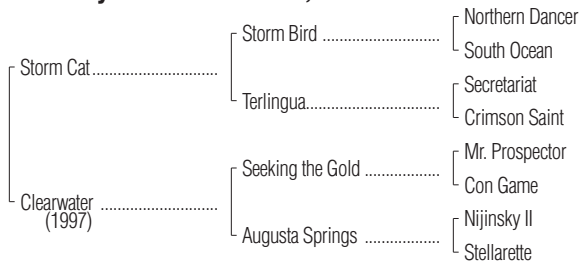 Northern Dancer
Storm Bird
South Ocean
Storm Cat
Secretariat
Terlingua
Crimson Saint
Mr. Prospector
Seeking the Gold
Con Game
Clearwater
(1997)
Nijinsky II
Augusta Springs
Stellarette